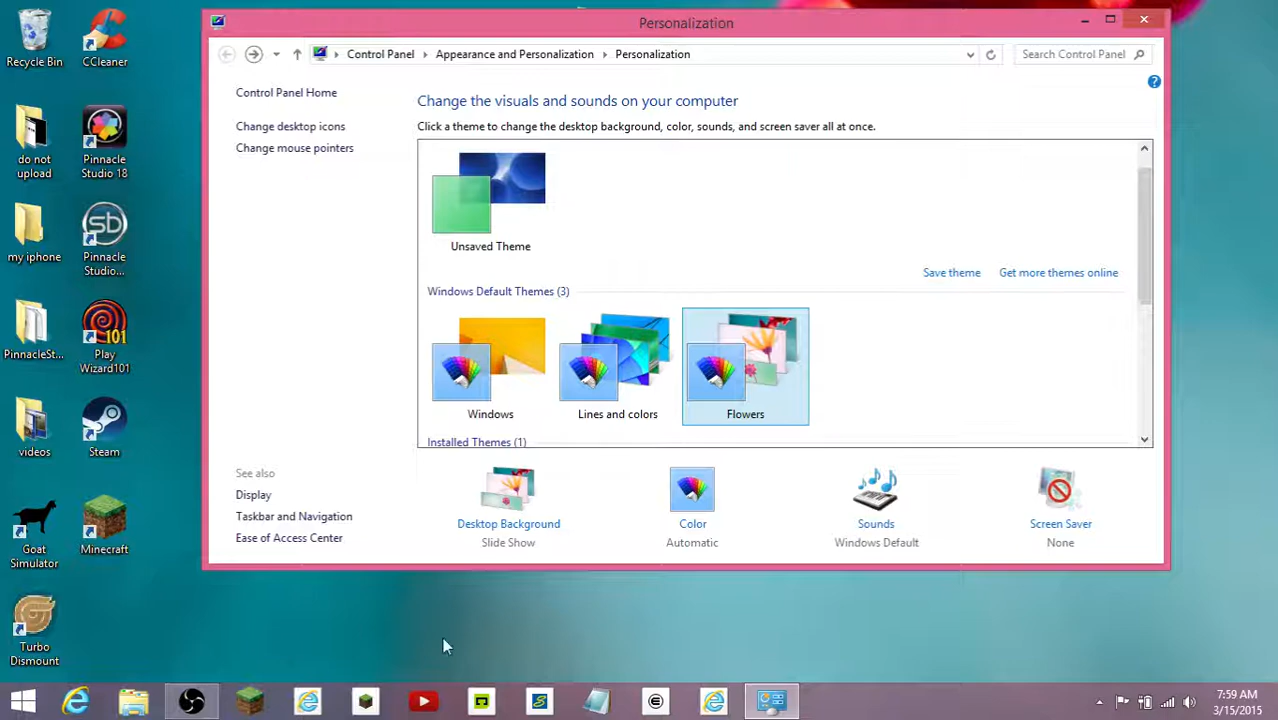 Personalization
Control Panel
Appearance and Personalization
Personalization
Search Control Panel
Control Panel Home
Change desktop icons
Change mouse pointers
Change the visuals and sounds on your computer
Click a theme to change the desktop background, color, sounds, and screen saver all at once.
Unsaved Theme
Save theme
Get more themes online
Windows Default Themes (3)
Windows
Lines and colors
Flowers
Installed Themes (1)
See also
Display
Taskbar and Navigation
Ease of Access Center
Desktop Background
Slide Show
Color
Automatic
Sounds
Windows Default
Screen Saver
None
Recycle Bin
CCleaner
do not
upload
Pinnacle
Studio 18
my iphone
Pinnacle
Studio...
PinnacleSt...
Play
Wizard101
videos
Steam
Goat
Simulator
Minecraft
Turbo
Dismount
7:59 AM
3/15/2015